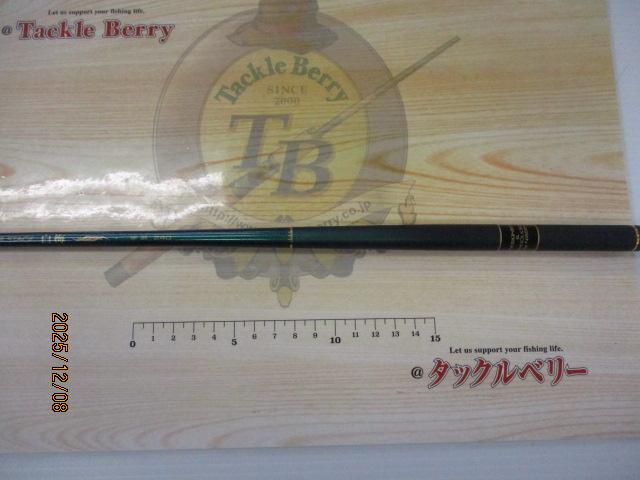 Let us support your fishing life.
@ Tackle Berry
Tackle Berry
SINCE
2000
TB
2025/12/08
0 1 2 3 4 5 6 7 8 9 10 11 12 13 14 15
Let us support your fishing life.
@ タックルベリー